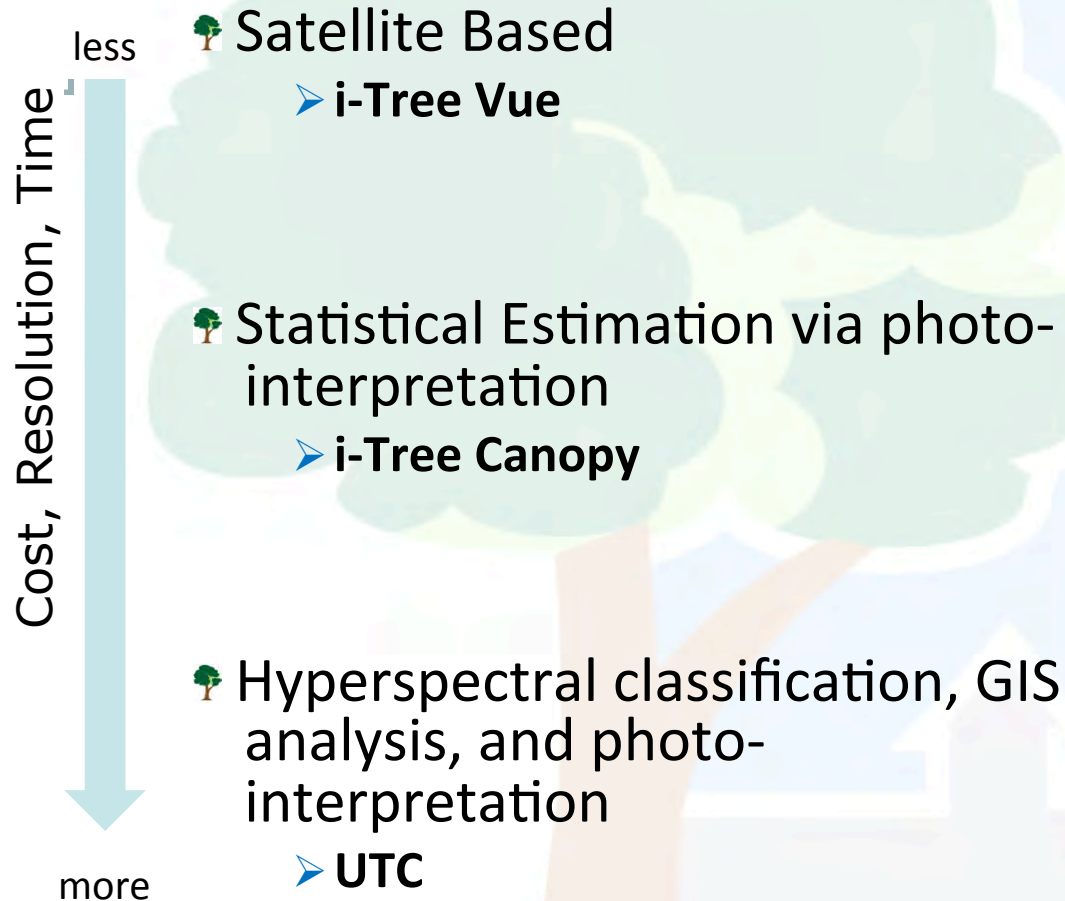 less
Cost, Resolution, Time
more
Satellite Based
i-Tree Vue
Statistical Estimation via photo-
interpretation
i-Tree Canopy
Hyperspectral classification, GIS
analysis, and photo-
interpretation
UTC